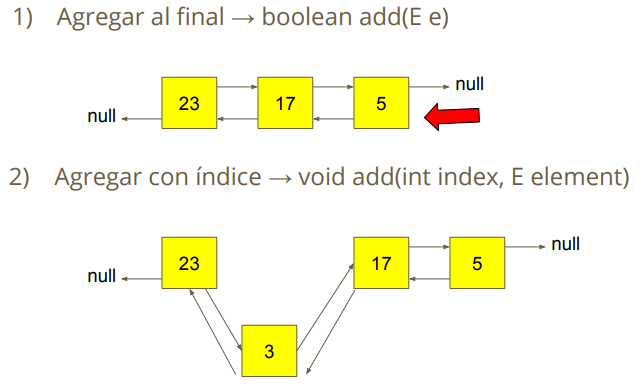 1) Agregar al final → boolean add(E e)
null
23
17
5
null
2) Agregar con índice → void add(int index, E element)
null
23
17
5
null
3